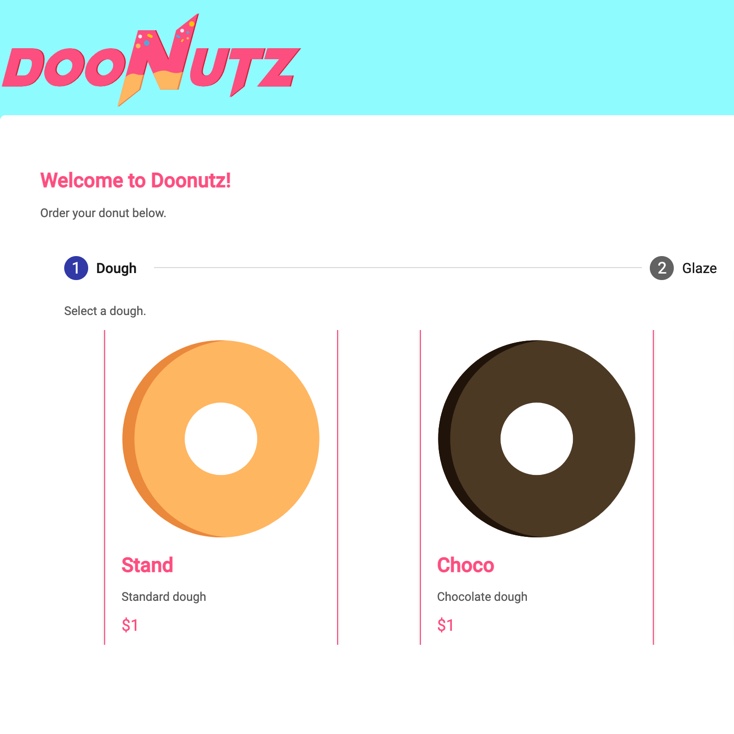 DOONUTZ
Welcome to Doonutz!
Order your donut below.
1 Dough 2 Glaze
Select a dough.
Stand Choco
Standard dough Chocolate dough
$1 $1